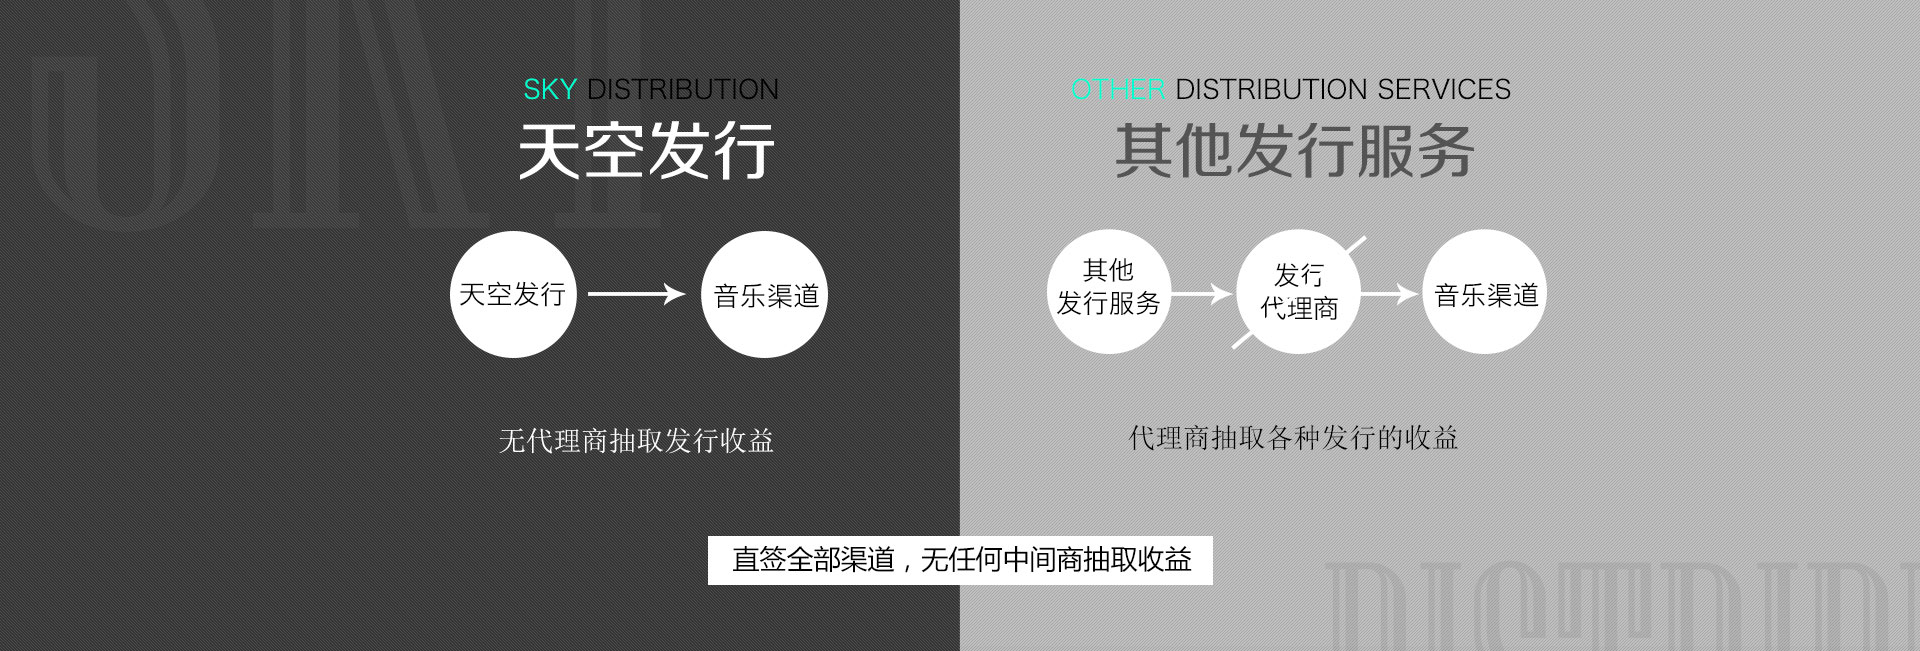 SKY DISTRIBUTION
天空发行
天空发行
音乐渠道
无代理商抽取发行收益
OTHER DISTRIBUTION SERVICES
其他发行服务
其他
发行服务
发行
代理商
音乐渠道
代理商抽取各种发行的收益
直签全部渠道，无任何中间商抽取收益
SKY